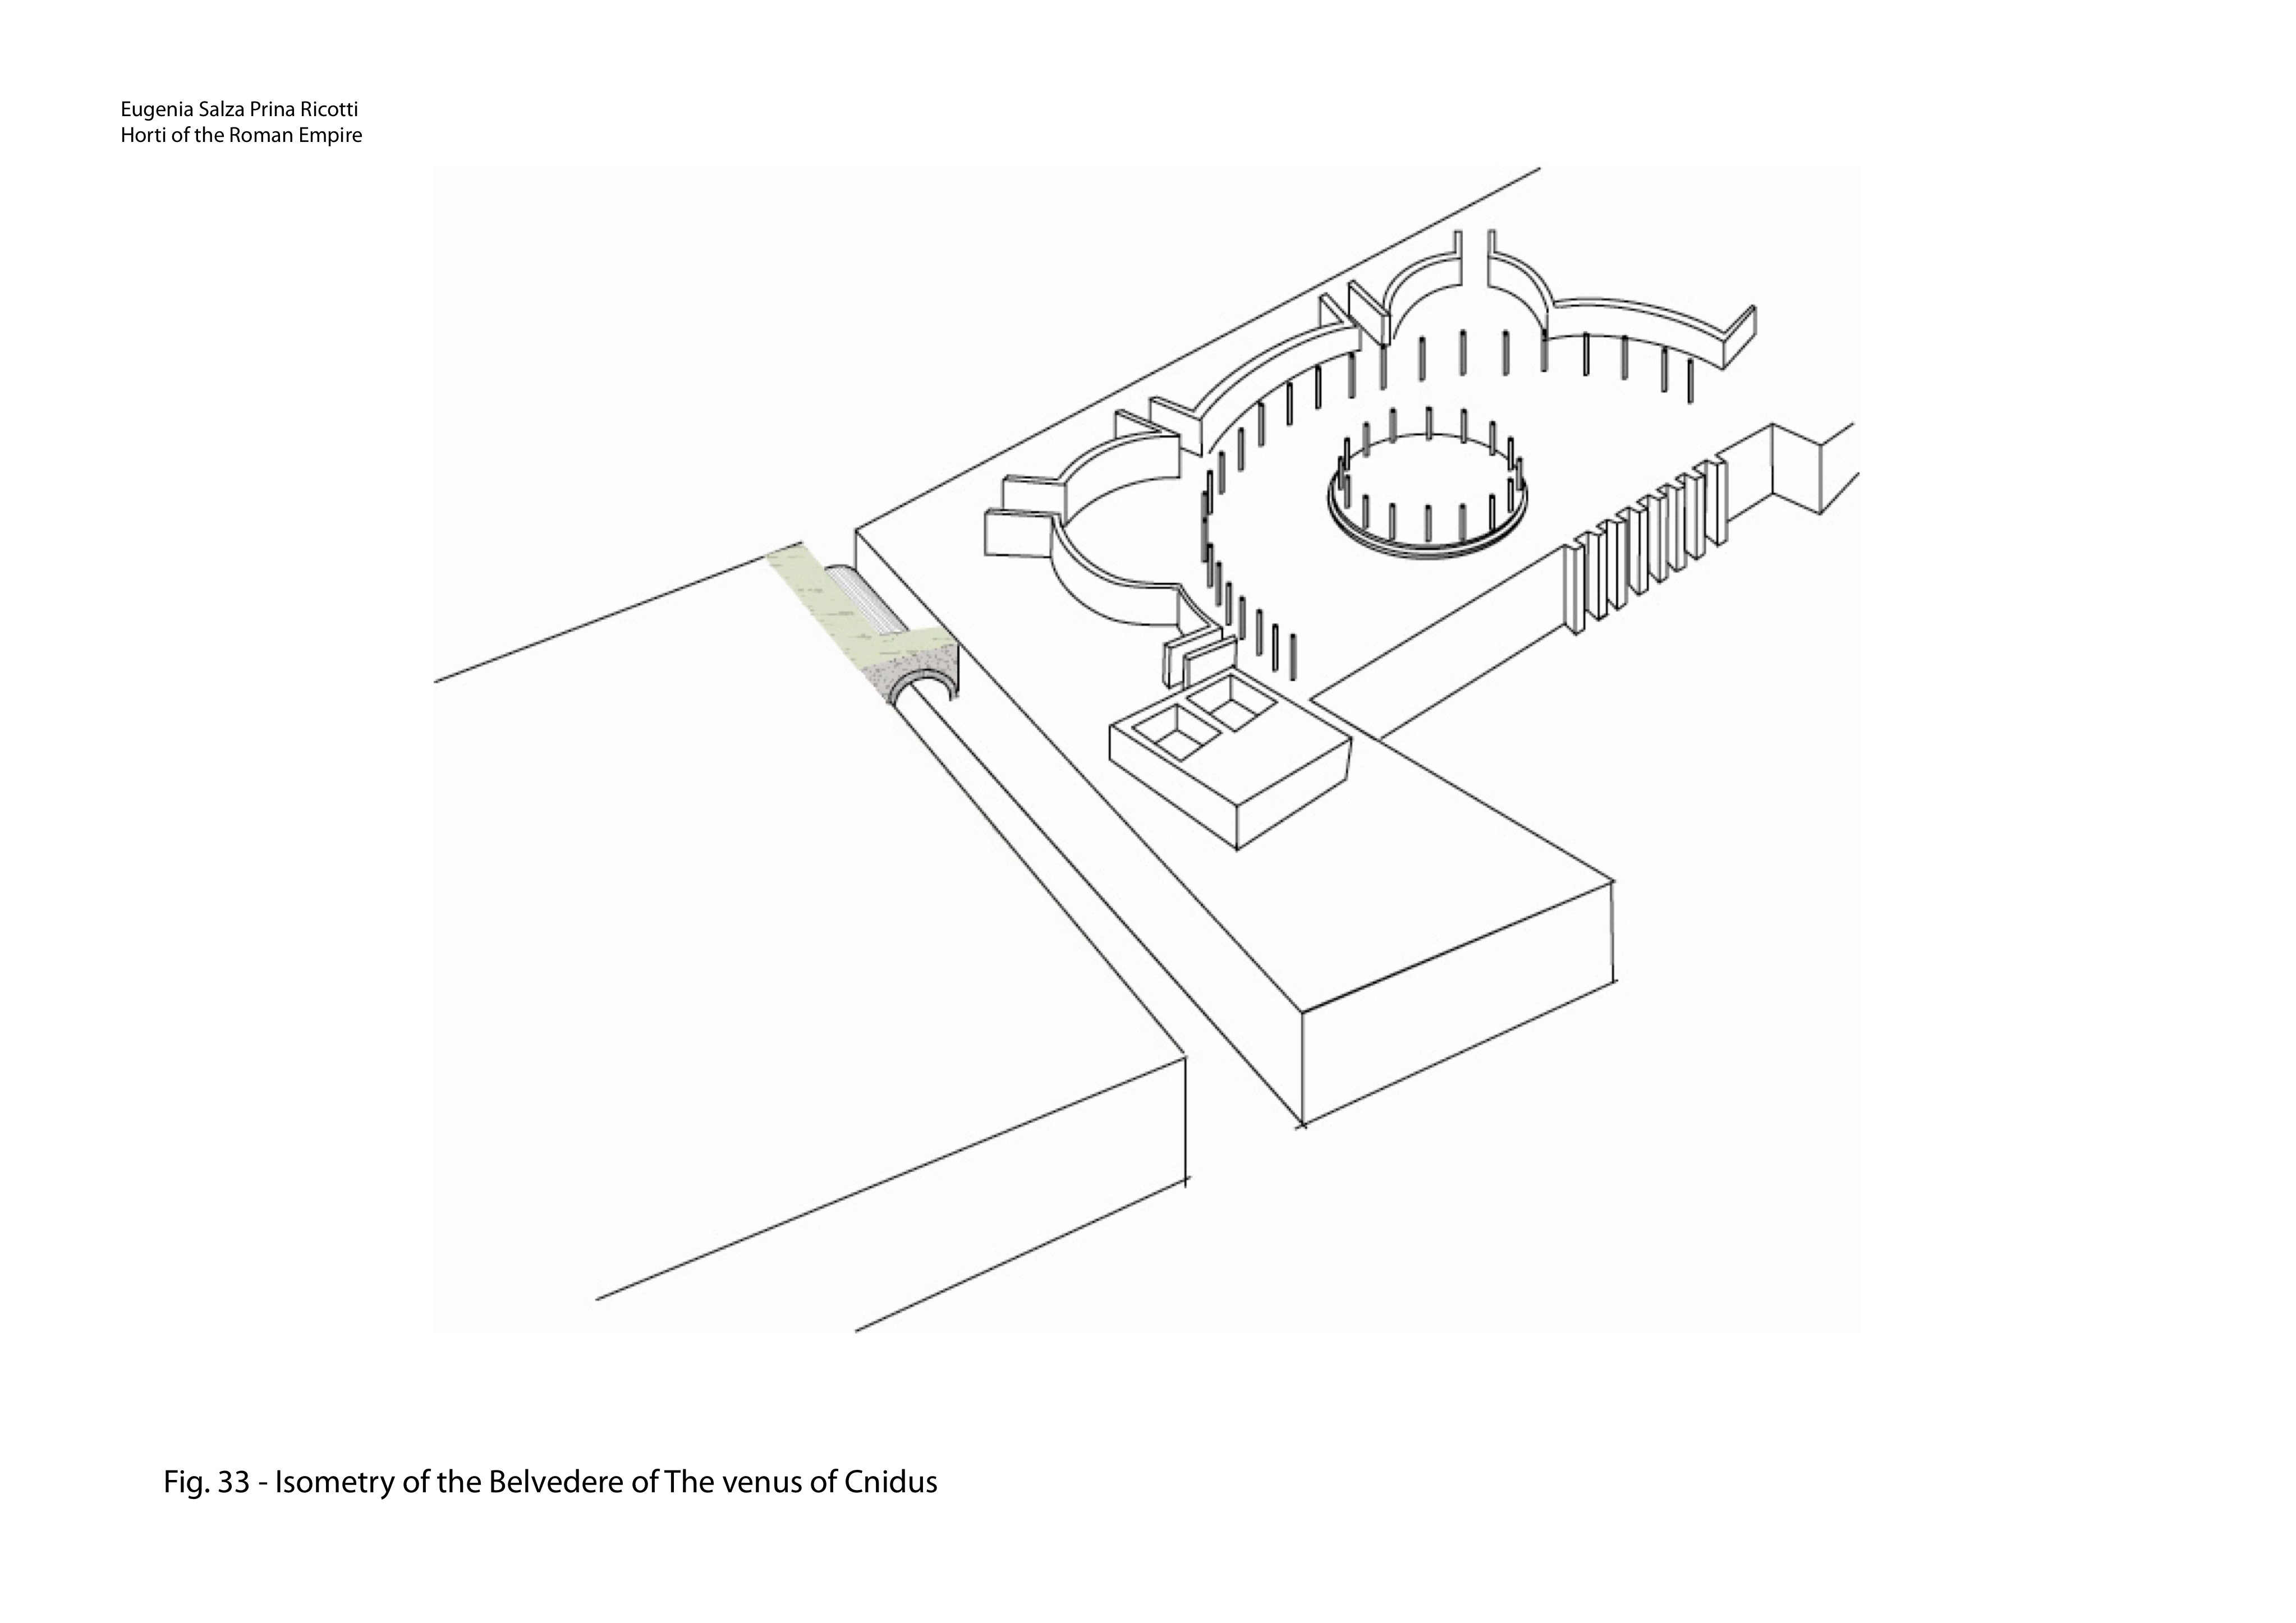 Eugenia Salza Prina Ricotti
Horti of the Roman Empire
Fig. 33 - Isometry of the Belvedere of The venus of Cnidus